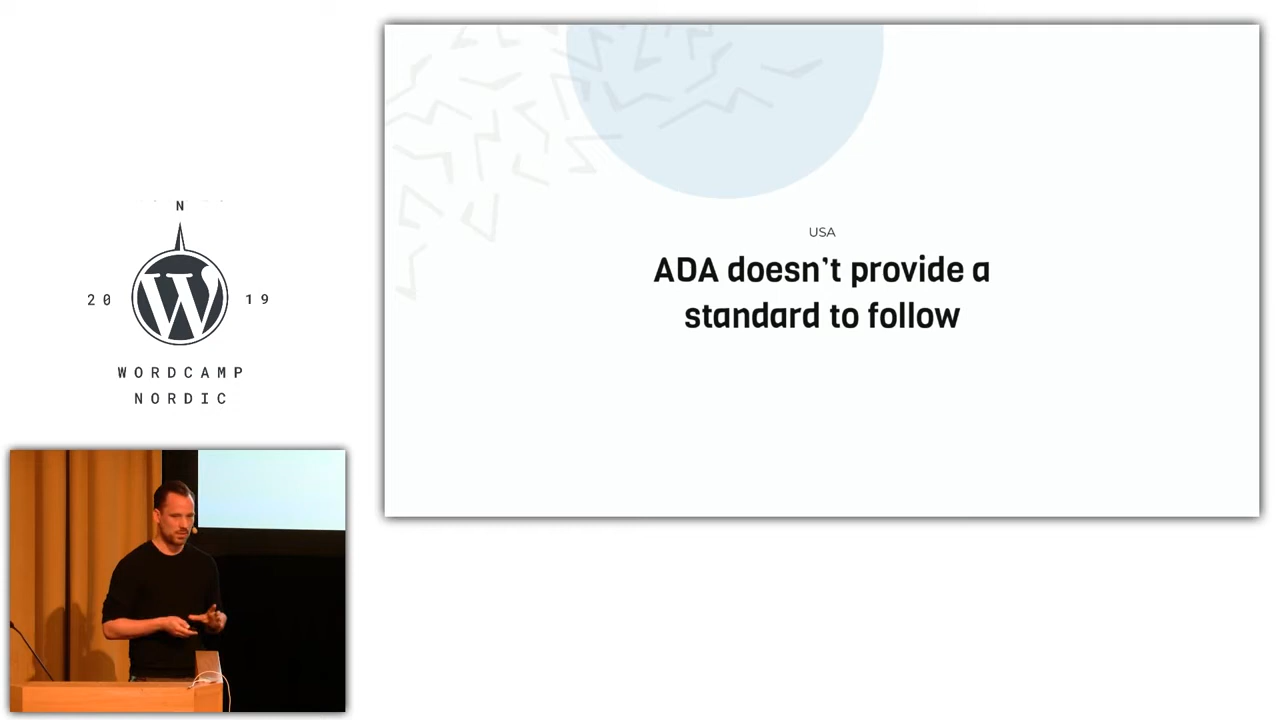 N
20 19
WORDCAMP
NORDIC
USA
ADA doesn’t provide a
standard to follow